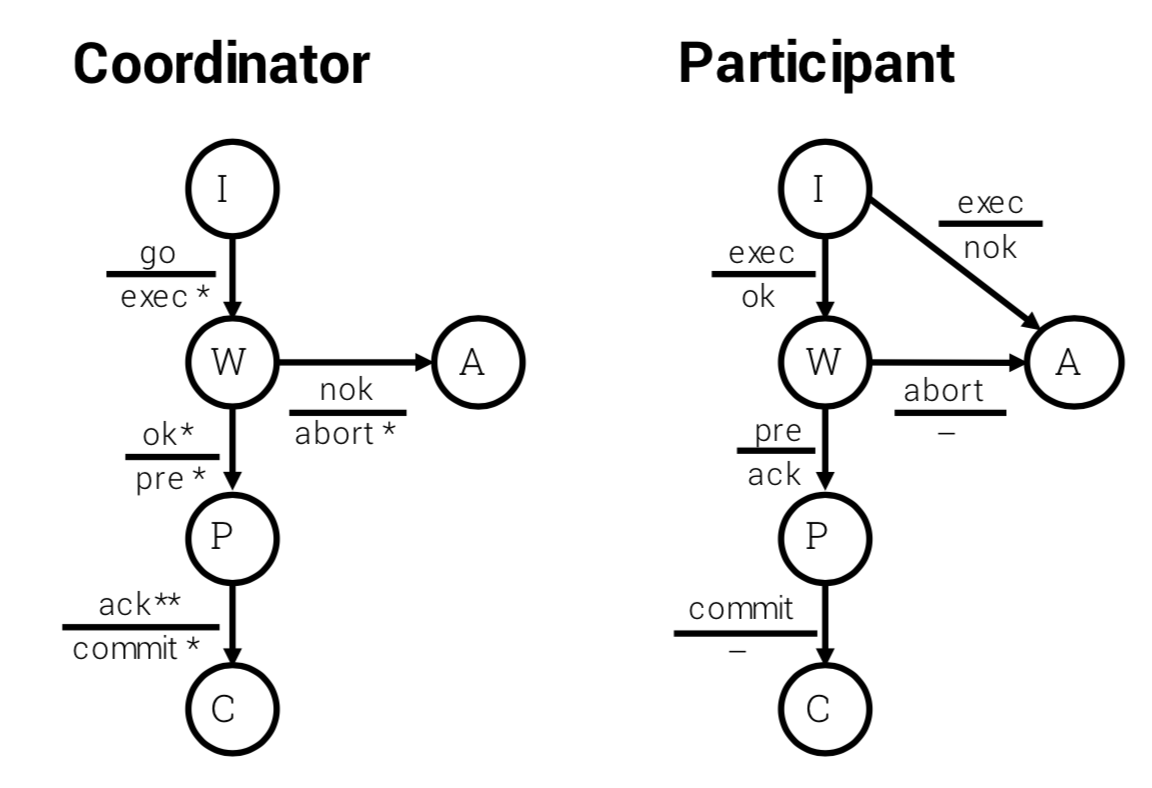 Coordinator
I
go
exec *
W
A
nok
abort *
ok*
pre *
P
ack**
commit *
C
Participant
I
exec
nok
exec
ok
W
A
abort
–
pre
ack
P
commit
–
C